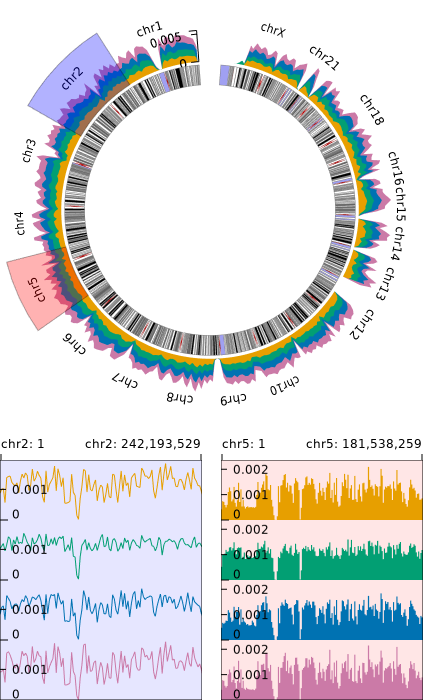 chr1
0.005
0
chrX
chr21
chr18
chr16
chr15
chr14
chr13
chr12
chr10
chr9
chr8
chr7
chr6
chr5
chr4
chr3
chr2
chr2: 1
chr2: 242,193,529
chr5: 1
chr5: 181,538,259
0.001
0
0.001
0
0.001
0
0.001
0
0.002
0.001
0
0.002
0.001
0
0.002
0.001
0
0.002
0.001
0